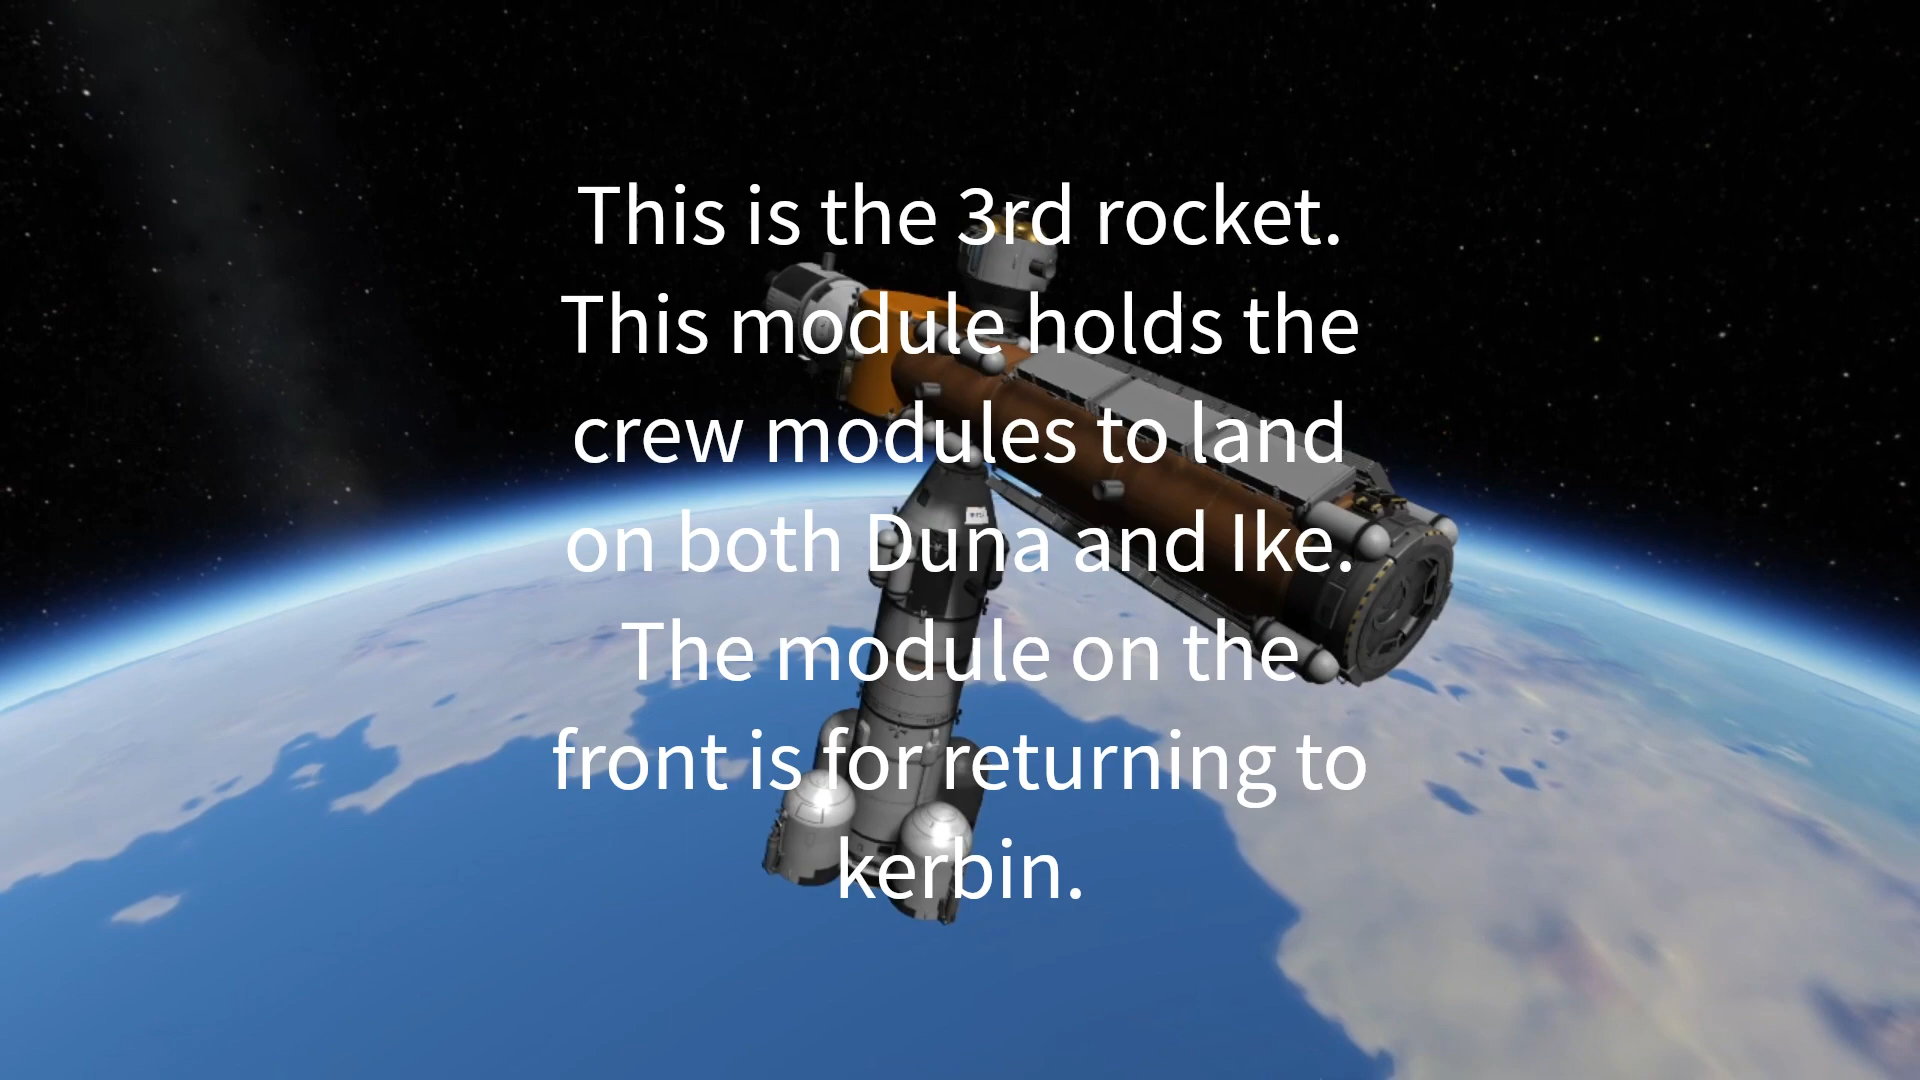 This is the 3rd rocket.
This module holds the
crew modules to land
on both Duna and Ike.
The module on the
front is for returning to
kerbin.